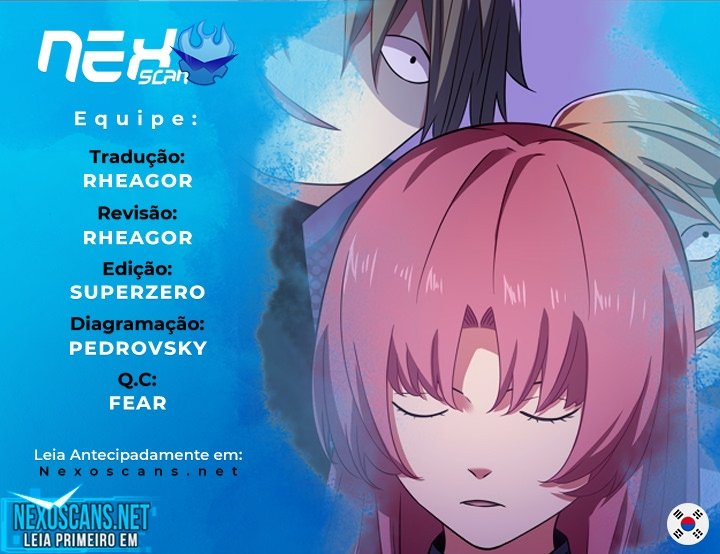 NEXO
SCAN
Equipe:
Tradução:
RHEAGOR
Revisão:
RHEAGOR
Edição:
SUPERZERO
Diagramação:
PEDROVSKY
Q.C:
FEAR
Leia Antecipadamente em:
Nexoscans.net
NEXOSCANS.NET
LEIA PRIMEIRO EM